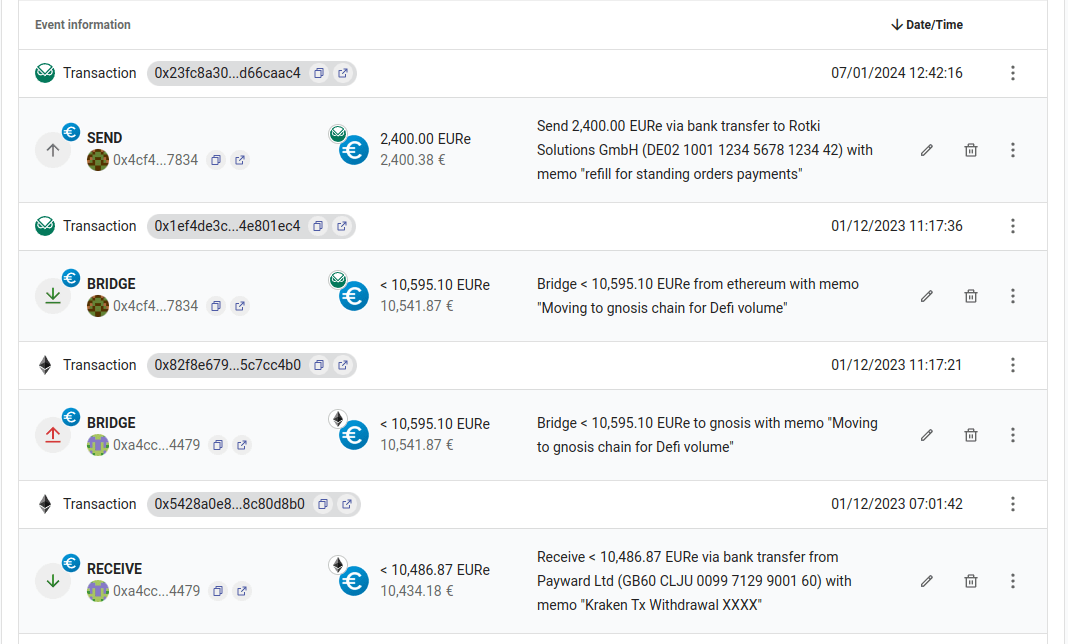 Event information
Date/Time
Transaction 0x23fc8a30...d66caac4 07/01/2024 12:42:16
SEND
0x4cf4...7834
2,400.00 EURe
2,400.38 €
Send 2,400.00 EURe via bank transfer to Rotki
Solutions GmbH (DE02 1001 1234 5678 1234 42) with
memo "refill for standing orders payments"
Transaction 0x1ef4de3c...4e801ec4 01/12/2023 11:17:36
BRIDGE
0x4cf4...7834
< 10,595.10 EURe
10,541.87 €
Bridge < 10,595.10 EURe from ethereum with memo
"Moving to gnosis chain for Defi volume"
Transaction 0x82f8e679...5c7cc4b0 01/12/2023 11:17:21
BRIDGE
0xa4cc...4479
< 10,595.10 EURe
10,541.87 €
Bridge < 10,595.10 EURe to gnosis with memo "Moving
to gnosis chain for Defi volume"
Transaction 0x5428a0e8...8c80d8b0 01/12/2023 07:01:42
RECEIVE
0xa4cc...4479
< 10,486.87 EURe
10,434.18 €
Receive < 10,486.87 EURe via bank transfer from
Payward Ltd (GB60 CLJU 0099 7129 9001 60) with
memo "Kraken Tx Withdrawal XXXX"